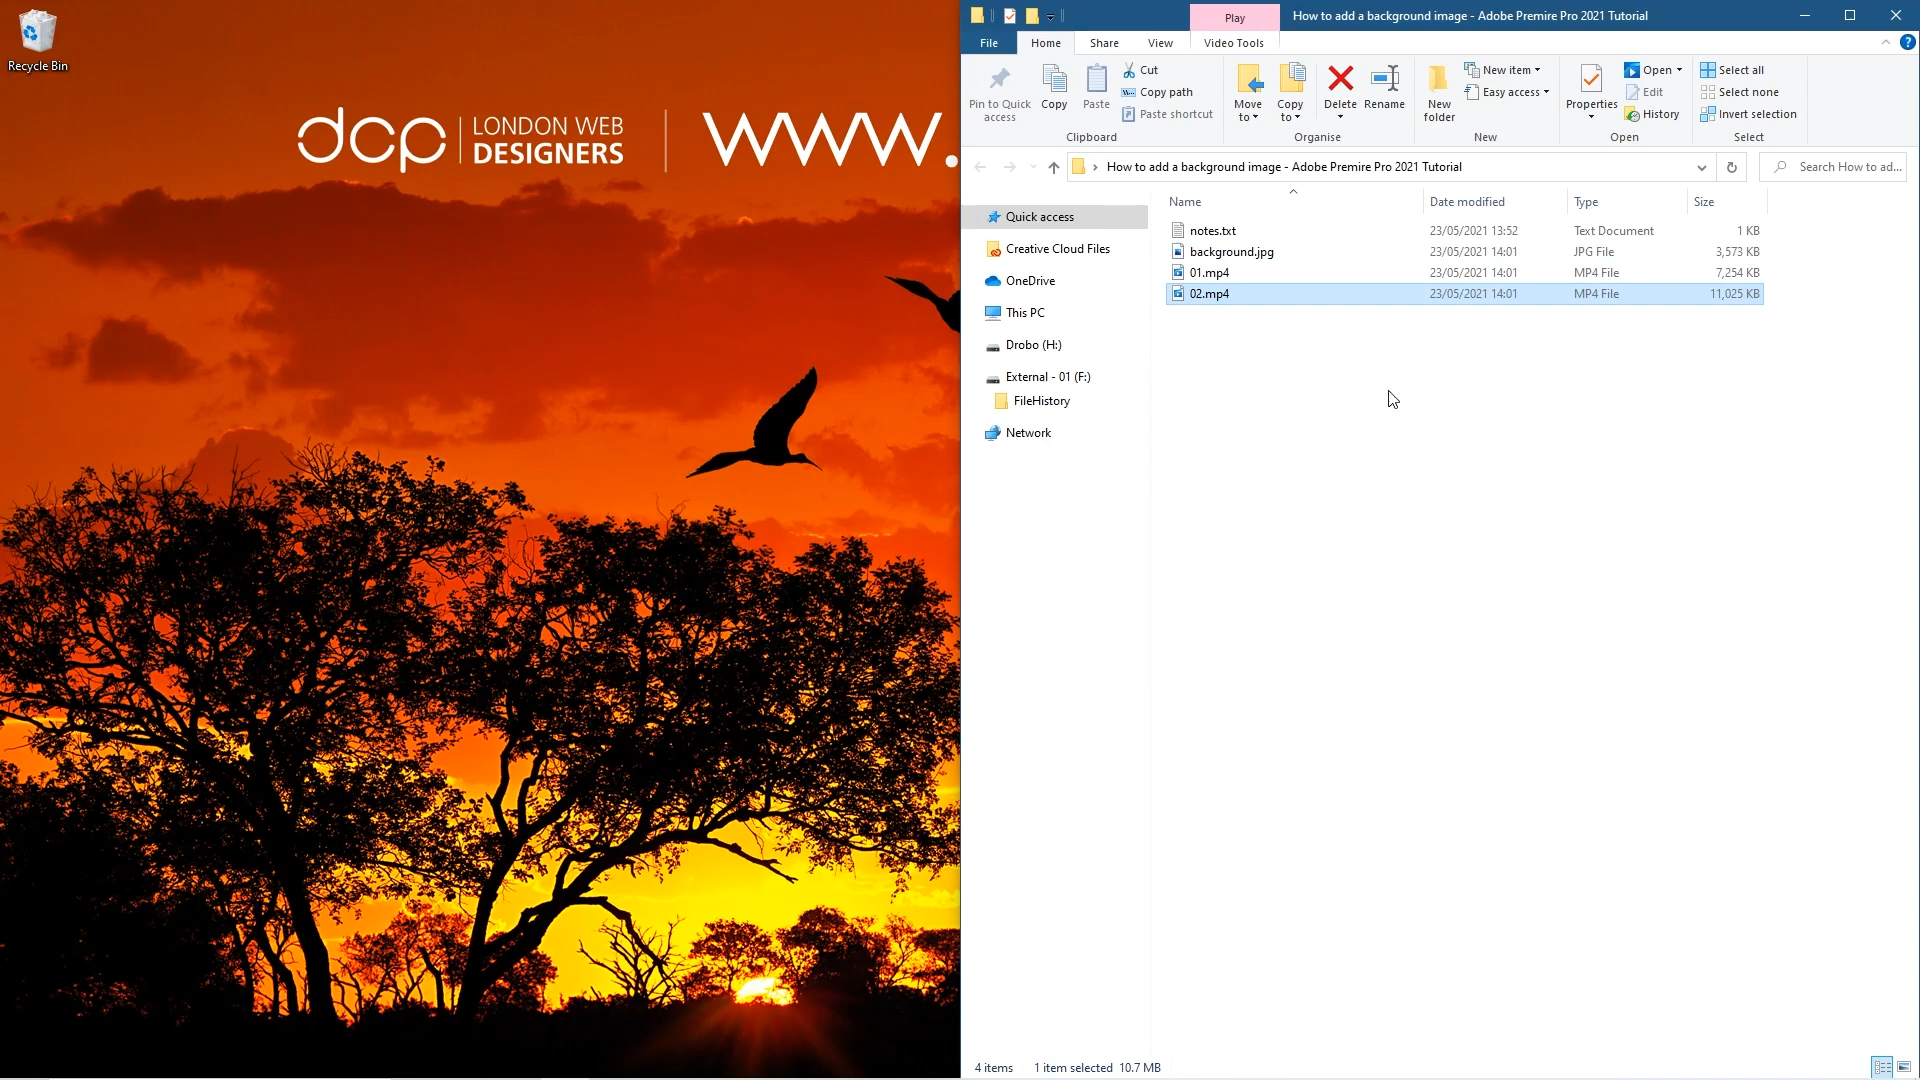 Recycle Bin
dcp LONDON WEB DESIGNERS WWW.
Play
How to add a background image - Adobe Premire Pro 2021 Tutorial
File Home Share View Video Tools
Pin to Quick access
Copy
Paste
Cut
Copy path
Paste shortcut
Clipboard
Move to
Copy to
Delete
Rename
Organise
New folder
New item
Easy access
New
Properties
Open
Edit
History
Open
Select all
Select none
Invert selection
Select
How to add a background image - Adobe Premire Pro 2021 Tutorial
Search How to ad...
Quick access
Creative Cloud Files
OneDrive
This PC
Drobo (H:)
External - 01 (F:)
FileHistory
Network
Name Date modified Type Size
notes.txt 23/05/2021 13:52 Text Document 1 KB
background.jpg 23/05/2021 14:01 JPG File 3,573 KB
01.mp4 23/05/2021 14:01 MP4 File 7,254 KB
02.mp4 23/05/2021 14:01 MP4 File 11,025 KB
4 items 1 item selected 10.7 MB